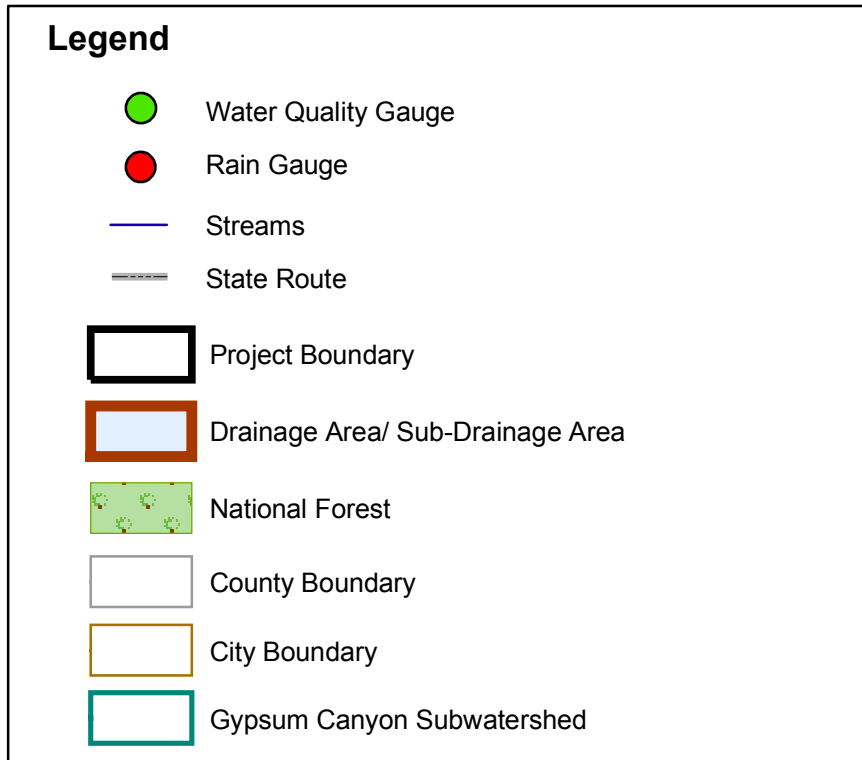 Legend
Water Quality Gauge
Rain Gauge
Streams
State Route
Project Boundary
Drainage Area/ Sub-Drainage Area
National Forest
County Boundary
City Boundary
Gypsum Canyon Subwatershed